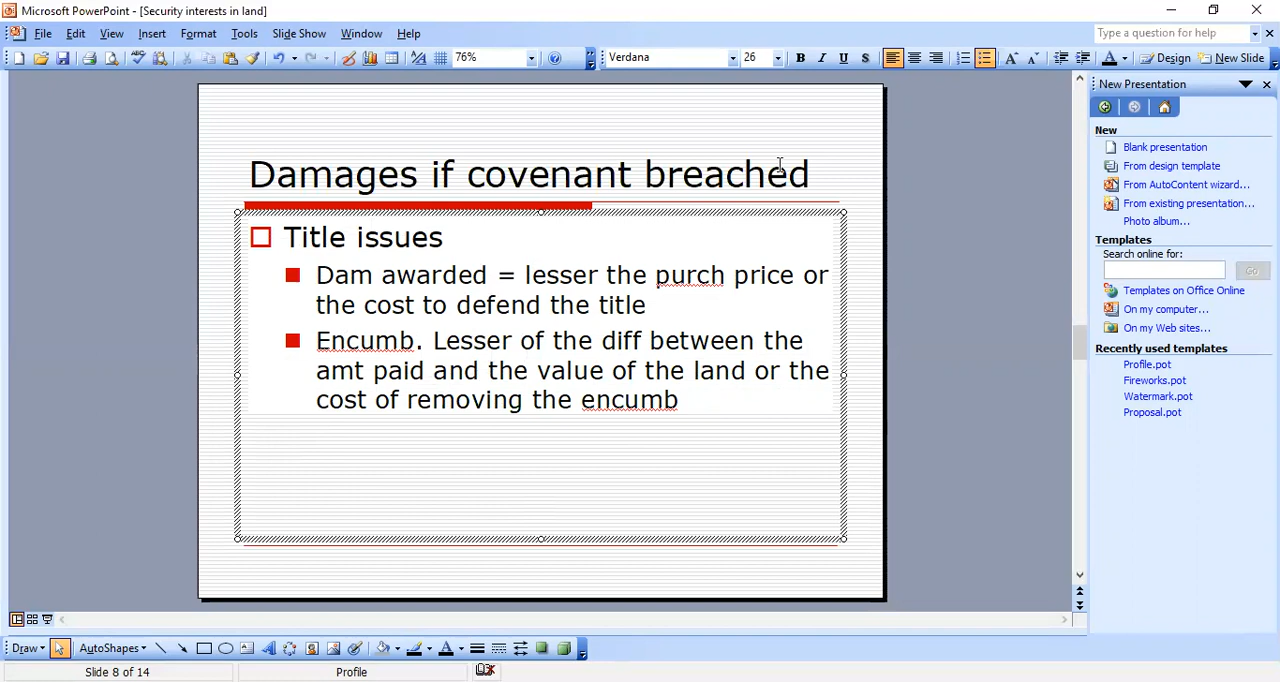 Microsoft PowerPoint - [Security interests in land]
File Edit View Insert Format Tools Slide Show Window Help
Type a question for help
76%
Verdana
26
Design
New Slide
New Presentation
New
Blank presentation
From design template
From AutoContent wizard...
From existing presentation...
Photo album...
Templates
Search online for:
Go
Templates on Office Online
On my computer...
On my Web sites...
Recently used templates
Profile.pot
Fireworks.pot
Watermark.pot
Proposal.pot
Damages if covenant breached
Title issues
Dam awarded = lesser the purch price or
the cost to defend the title
Encumb. Lesser of the diff between the
amt paid and the value of the land or the
cost of removing the encumb
Draw
AutoShapes
Slide 8 of 14
Profile